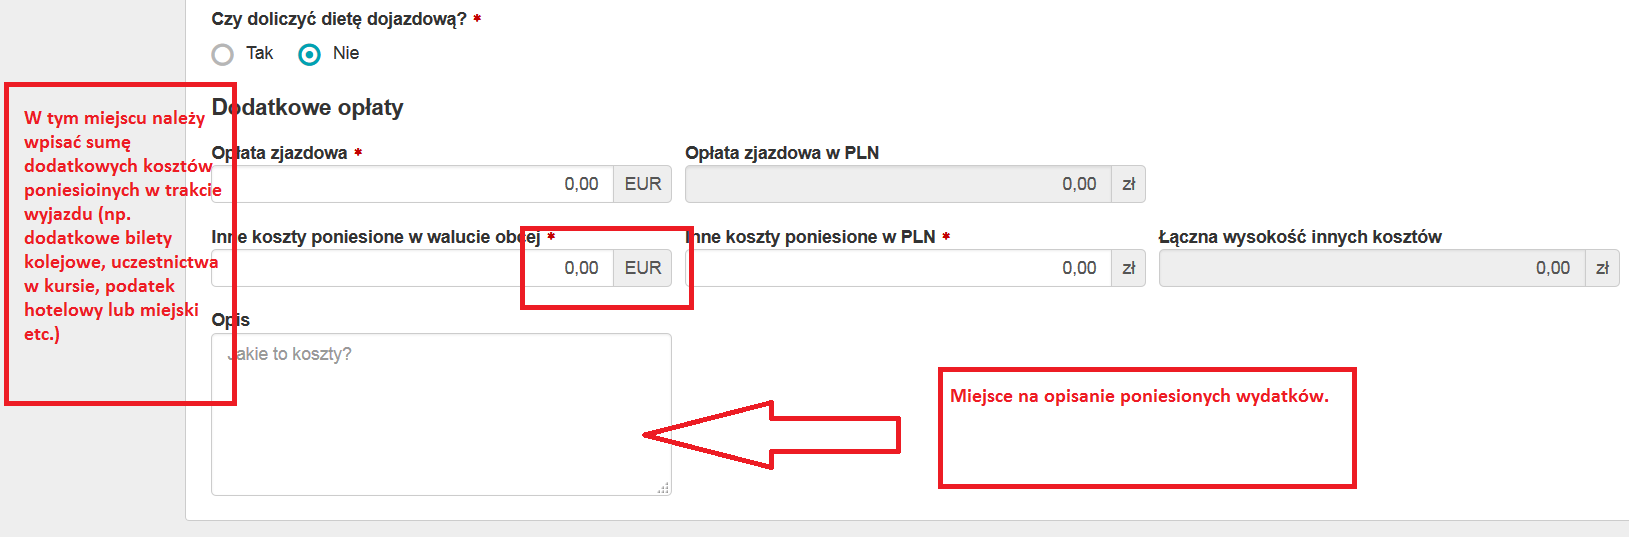 Czy doliczyć dietę dojazdową? *
Tak Nie
Dodatkowe opłaty
W tym miejscu należy
wpisać sumę
dodatkowych kosztów
poniesioinych w trakcie
wyjazdu (np.
dodatkowe bilety
kolejowe, uczestnictwa
w kursie, podatek
hotelowy lub miejski
etc.)
Opłata zjazdowa * Opłata zjazdowa w PLN
0,00 EUR 0,00 zł
Inne koszty poniesione w walucie obcej * Inne koszty poniesione w PLN * Łączna wysokość innych kosztów
0,00 EUR 0,00 zł 0,00 zł
Opis
Jakie to koszty?
Miejsce na opisanie poniesionych wydatków.